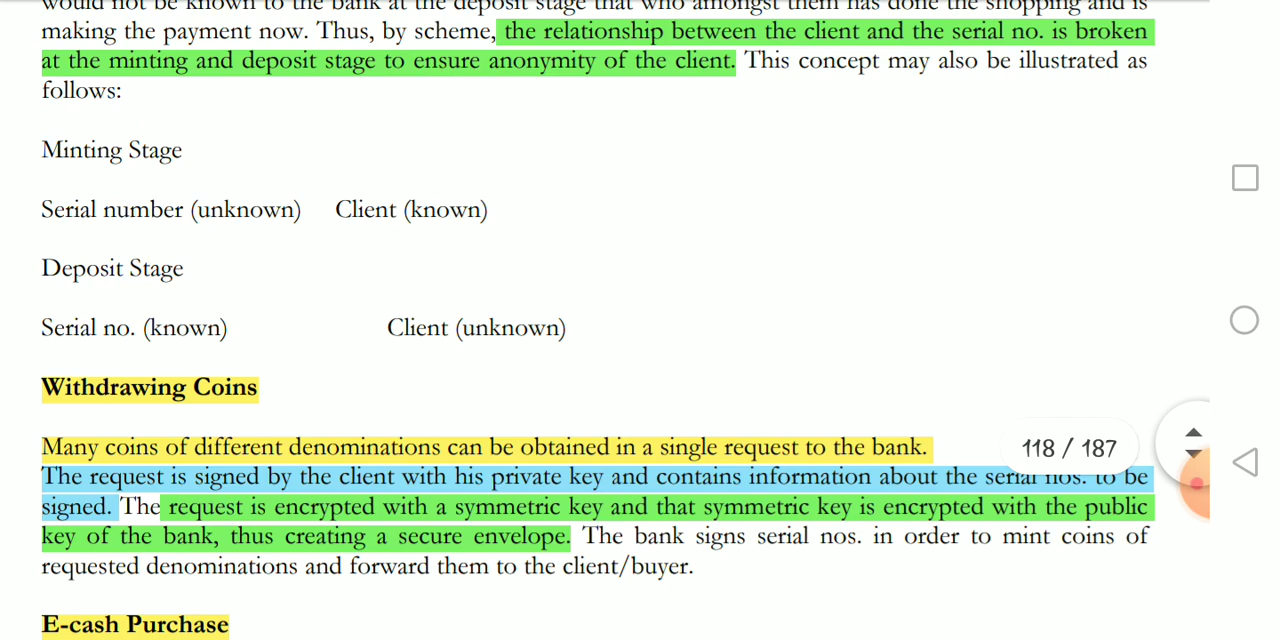 would not be known to the bank at the deposit stage that who amongst them has done the shopping and is
making the payment now. Thus, by scheme, the relationship between the client and the serial no. is broken
at the minting and deposit stage to ensure anonymity of the client. This concept may also be illustrated as
follows:
Minting Stage
Serial number (unknown) Client (known)
Deposit Stage
Serial no. (known) Client (unknown)
Withdrawing Coins
Many coins of different denominations can be obtained in a single request to the bank.
118 / 187
The request is signed by the client with his private key and contains information about the serial nos. to be
signed. The request is encrypted with a symmetric key and that symmetric key is encrypted with the public
key of the bank, thus creating a secure envelope. The bank signs serial nos. in order to mint coins of
requested denominations and forward them to the client/buyer.
E-cash Purchase